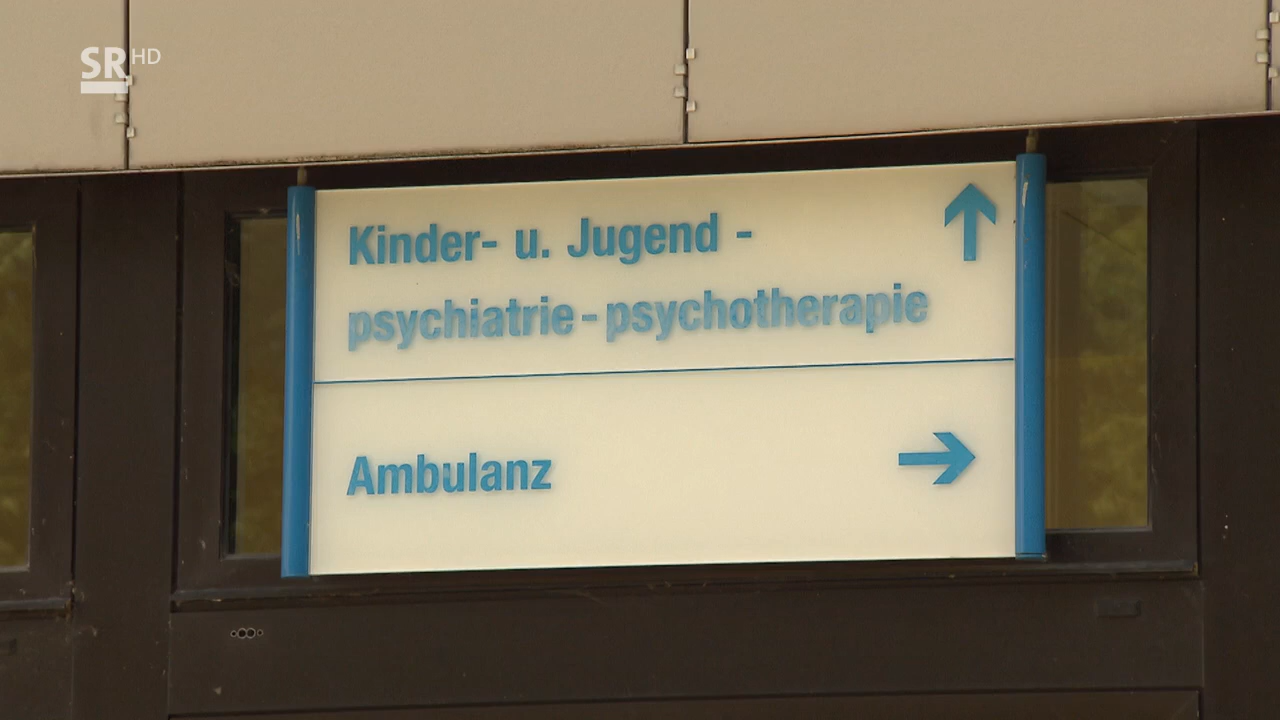 SR HD
Kinder- u. Jugend -
psychiatrie - psychotherapie
Ambulanz